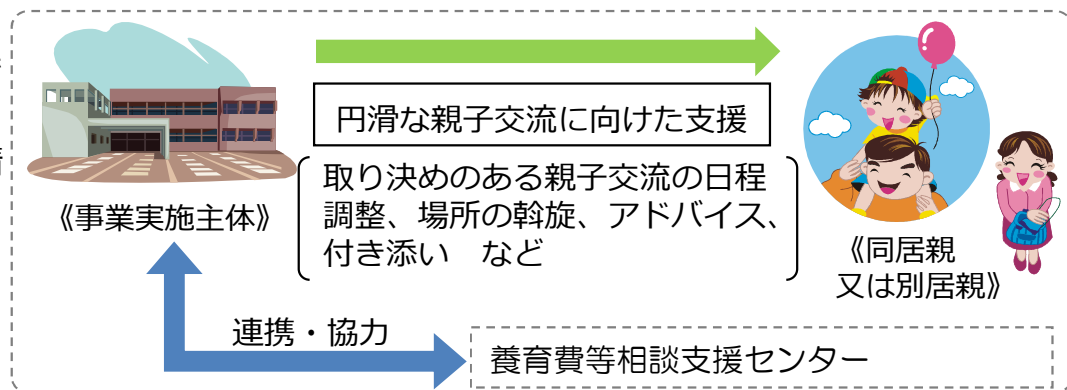 円滑な親子交流に向けた支援
取り決めのある親子交流の日程
調整、場所の斡旋、アドバイス、
付き添い　など
《事業実施主体》
《同居親
又は別居親》
連携・協力
養育費等相談支援センター